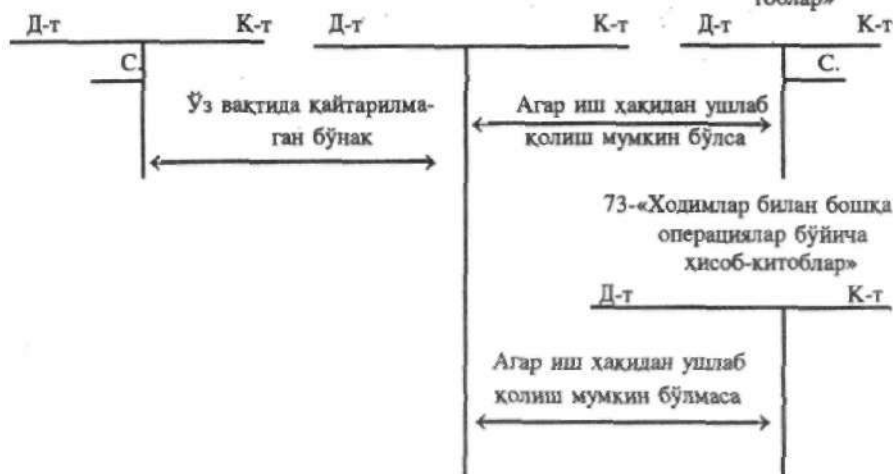 тоблар»
Д-т К-т Д-т К-т Д-т К-т
С. С.
Ўз вақтида қайтарилма-
ган бўнак
Агар иш ҳақидан ушлаб
қолиш мумкин бўлса
73-«Ходимлар билан бошқа
операциялар бўйича
ҳисоб-китоблар»
Д-т К-т
Агар иш ҳақидан ушлаб
қолиш мумкин бўлмаса